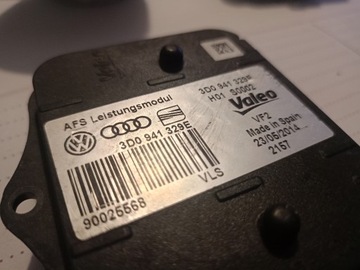 AFS Leistungsmodul
3D0 941 329E
90025568
VLS
3D0 941 329E
H01 S0002
Valeo
VF2
Made in Spain
23/06/2014
2157